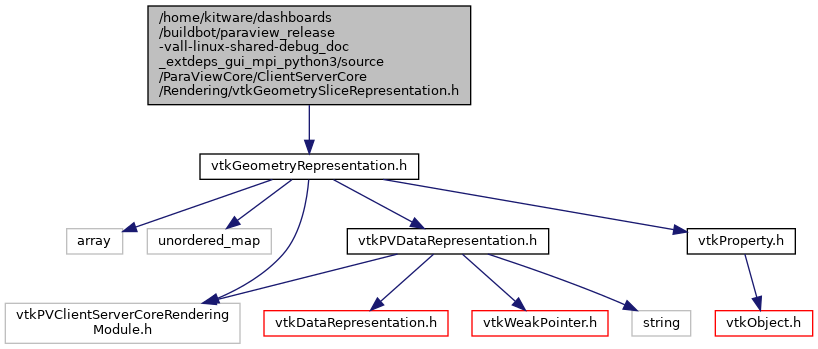 /home/kitware/dashboards
/buildbot/paraview_release
-vall-linux-shared-debug_doc
_extdeps_gui_mpi_python3/source
/ParaViewCore/ClientServerCore
/Rendering/vtkGeometrySliceRepresentation.h
vtkGeometryRepresentation.h
array
unordered_map
vtkPVDataRepresentation.h
vtkProperty.h
vtkPVClientServerCoreRendering
Module.h
vtkDataRepresentation.h
vtkWeakPointer.h
string
vtkObject.h